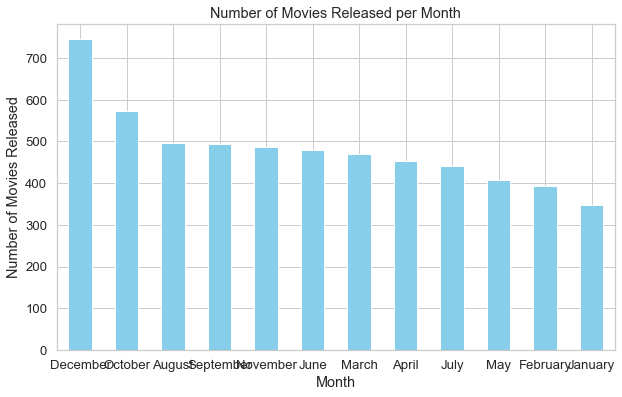 Number of Movies Released per Month
Number of Movies Released
700
600
500
400
300
200
100
0
December October August September November June March April July May February January
Month